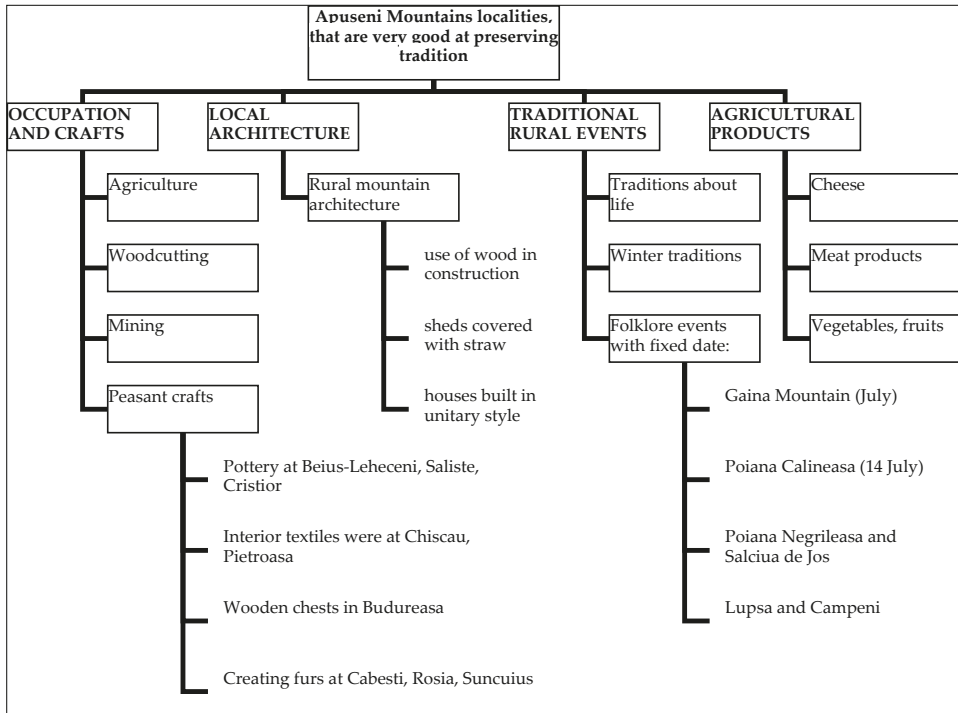 Apuseni Mountains localities,
that are very good at preserving
tradition
OCCUPATION
AND CRAFTS
LOCAL
ARCHITECTURE
TRADITIONAL
RURAL EVENTS
AGRICULTURAL
PRODUCTS
Agriculture
Woodcutting
Mining
Peasant crafts
Pottery at Beius-Leheceni, Saliste,
Cristior
Interior textiles were at Chiscau,
Pietroasa
Wooden chests in Budureasa
Creating furs at Cabesti, Rosia, Suncuius
Rural mountain
architecture
use of wood in
construction
sheds covered
with straw
houses built in
unitary style
Traditions about
life
Winter traditions
Folklore events
with fixed date:
Gaina Mountain (July)
Poiana Calineasa (14 July)
Poiana Negrileasa and
Salciua de Jos
Lupsa and Campeni
Cheese
Meat products
Vegetables, fruits